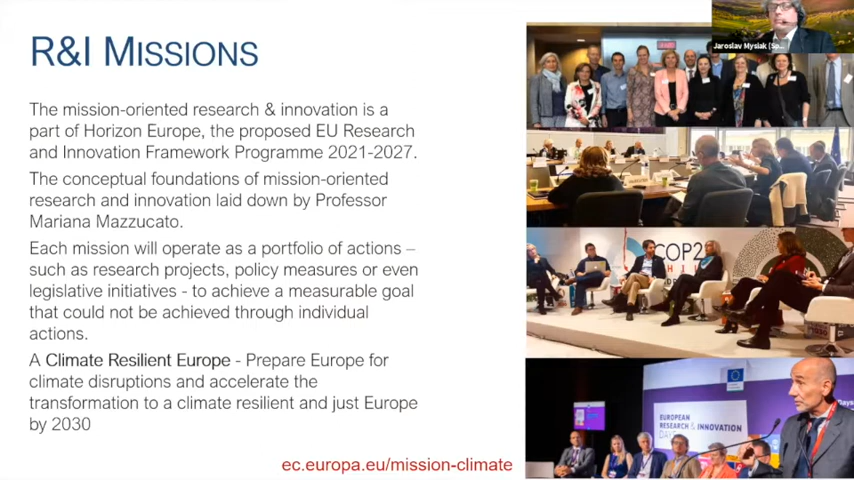 R&I MISSIONS
The mission-oriented research & innovation is a
part of Horizon Europe, the proposed EU Research
and Innovation Framework Programme 2021-2027.
The conceptual foundations of mission-oriented
research and innovation laid down by Professor
Mariana Mazzucato.
Each mission will operate as a portfolio of actions –
such as research projects, policy measures or even
legislative initiatives - to achieve a measurable goal
that could not be achieved through individual
actions.
A Climate Resilient Europe - Prepare Europe for
climate disruptions and accelerate the
transformation to a climate resilient and just Europe
by 2030
ec.europa.eu/mission-climate
Jaroslav Mysiak (Sp...
COP2
EUROPEAN
RESEARCH & INNOVATION
DAYS